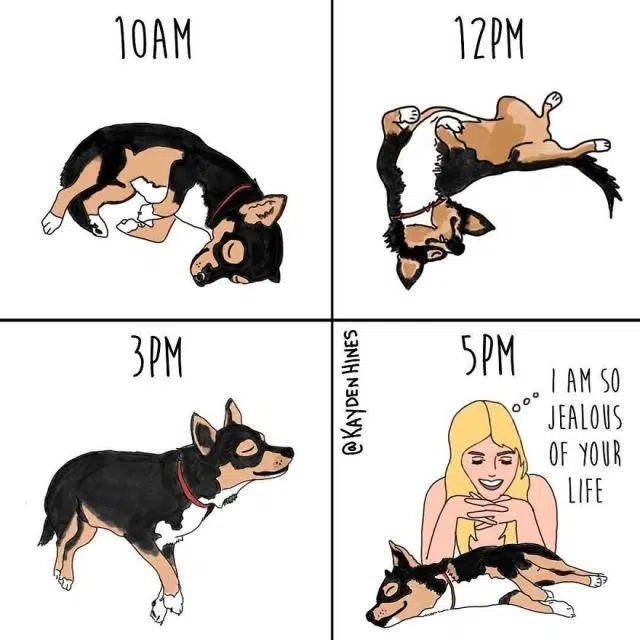 10AM
12PM
3PM
@KAYDEN HINES
5PM
I AM SO
JEALOUS
OF YOUR
LIFE